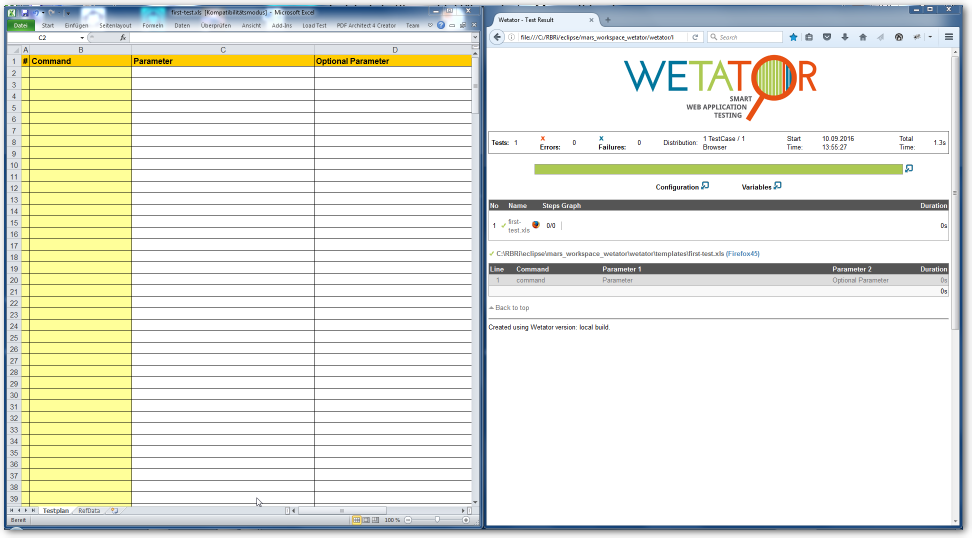 first-test.xls [Kompatibilitätsmodus] - Microsoft Excel
Datei Start Einfügen Seitenlayout Formeln Daten Überprüfen Ansicht Add-Ins Load Test PDF Architect 4 Creator Team
C2 fx
A B C D
1 # Command Parameter Optional Parameter
2
3
4
5
6
7
8
9
10
11
12
13
14
15
16
17
18
19
20
21
22
23
24
25
26
27
28
29
30
31
32
33
34
35
36
37
38
39
Testplan RefData
Bereit 100 %
Wetator - Test Result
file:///C:/RBRI/eclipse/mars_workspace_wetator/wetator/l Search
WETATOR
SMART
WEB APPLICATION
TESTING
Tests: 1 x Errors: 0 x Failures: 0 Distribution: 1 TestCase / 1 Browser Start Time: 10.09.2016 13:55:27 Total Time: 1.3s
Configuration Variables
No Name Steps Graph Duration
1 first-test.xls 0/0 0s
C:\RBRI\eclipse\mars_workspace_wetator\wetator\templates\first-test.xls (Firefox45)
Line Command Parameter 1 Parameter 2 Duration
1 command Parameter Optional Parameter 0s
0s
Back to top
Created using Wetator version: local build.